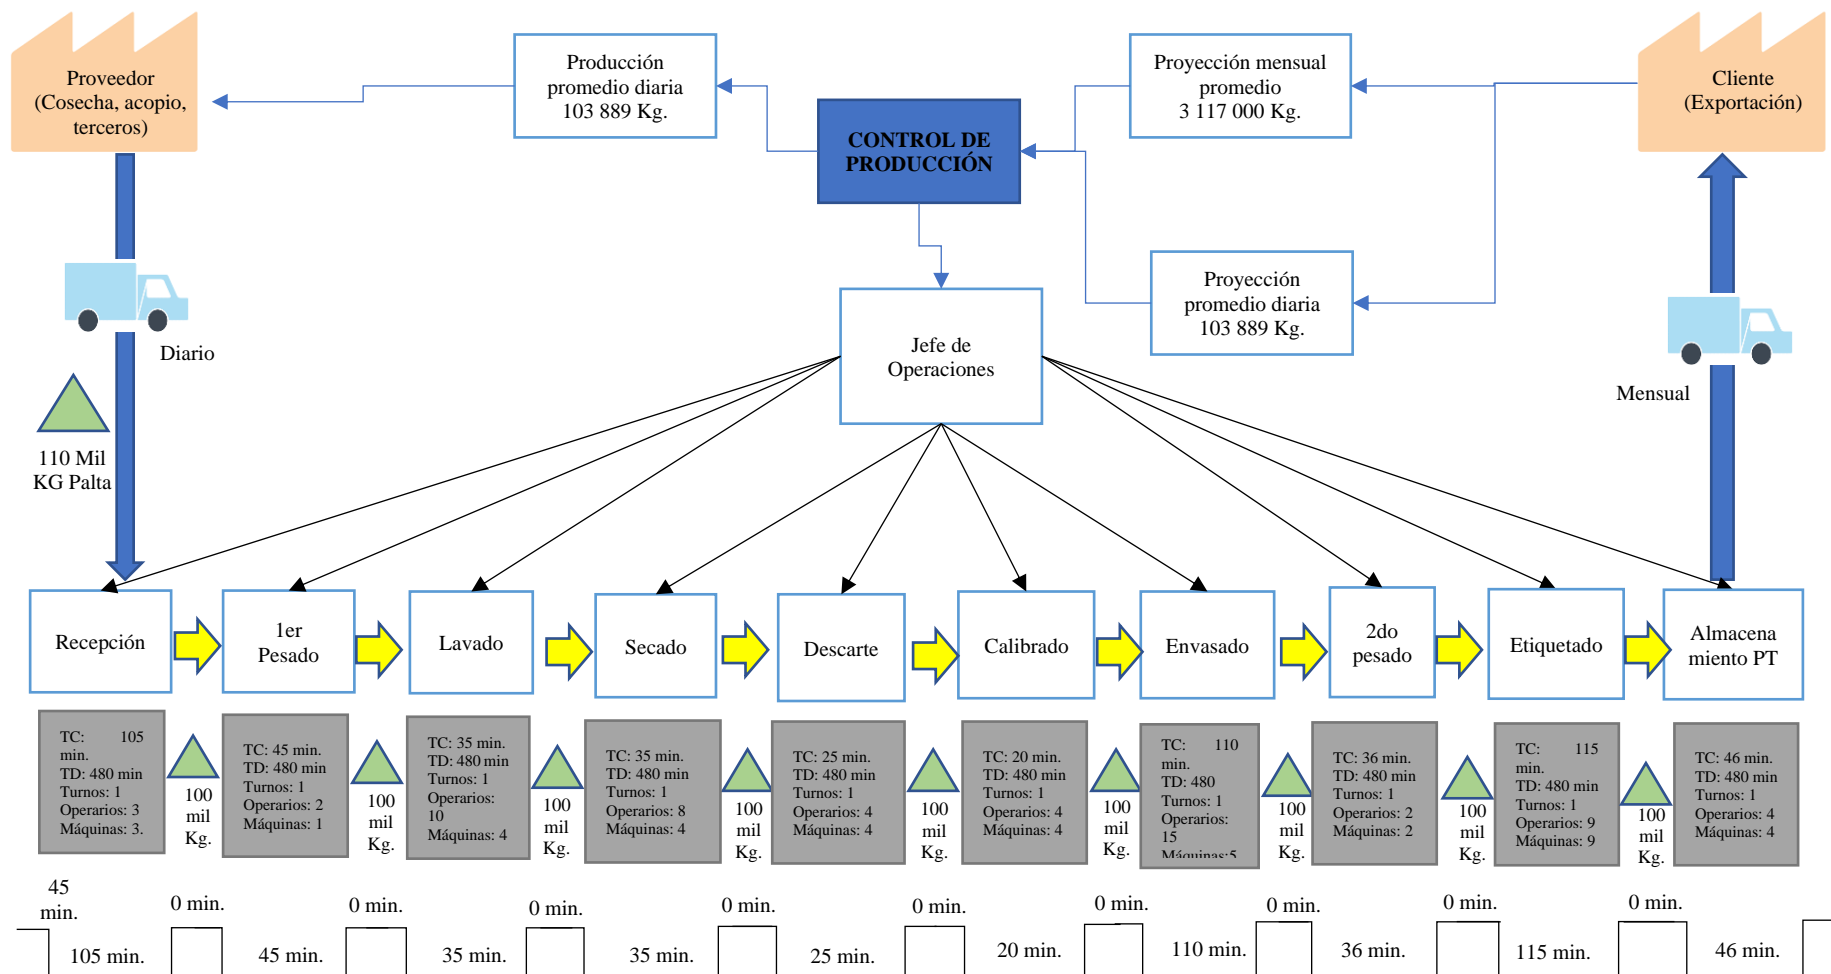 Proveedor
(Cosecha, acopio,
terceros)
Producción
promedio diaria
103 889 Kg.
CONTROL DE
PRODUCCIÓN
Proyección mensual
promedio
3 117 000 Kg.
Cliente
(Exportación)
Proyección
promedio diaria
103 889 Kg.
Diario
Jefe de
Operaciones
Mensual
110 Mil
KG Palta
Recepción
1er
Pesado
Lavado
Secado
Descarte
Calibrado
Envasado
2do
pesado
Etiquetado
Almacena
miento PT
TC: 105
min.
TD: 480 min
Turnos: 1
Operarios: 3
Máquinas: 3.
100
mil
Kg.
TC: 45 min.
TD: 480 min
Turnos: 1
Operarios: 2
Máquinas: 1
100
mil
Kg.
TC: 35 min.
TD: 480 min
Turnos: 1
Operarios:
10
Máquinas: 4
100
mil
Kg.
TC: 35 min.
TD: 480 min
Turnos: 1
Operarios: 8
Máquinas: 4
100
mil
Kg.
TC: 25 min.
TD: 480 min
Turnos: 1
Operarios: 4
Máquinas: 4
100
mil
Kg.
TC: 20 min.
TD: 480 min
Turnos: 1
Operarios: 4
Máquinas: 4
100
mil
Kg.
TC: 110
min.
TD: 480
Turnos: 1
Operarios:
15
Máquinas:5
100
mil
Kg.
TC: 36 min.
TD: 480 min
Turnos: 1
Operarios: 2
Máquinas: 2
100
mil
Kg.
TC: 115
min.
TD: 480 min
Turnos: 1
Operarios: 9
Máquinas: 9
100
mil
Kg.
TC: 46 min.
TD: 480 min
Turnos: 1
Operarios: 4
Máquinas: 4
45
min.
0 min.
0 min.
0 min.
0 min.
0 min.
0 min.
0 min.
0 min.
0 min.
105 min.
45 min.
35 min.
35 min.
25 min.
20 min.
110 min.
36 min.
115 min.
46 min.